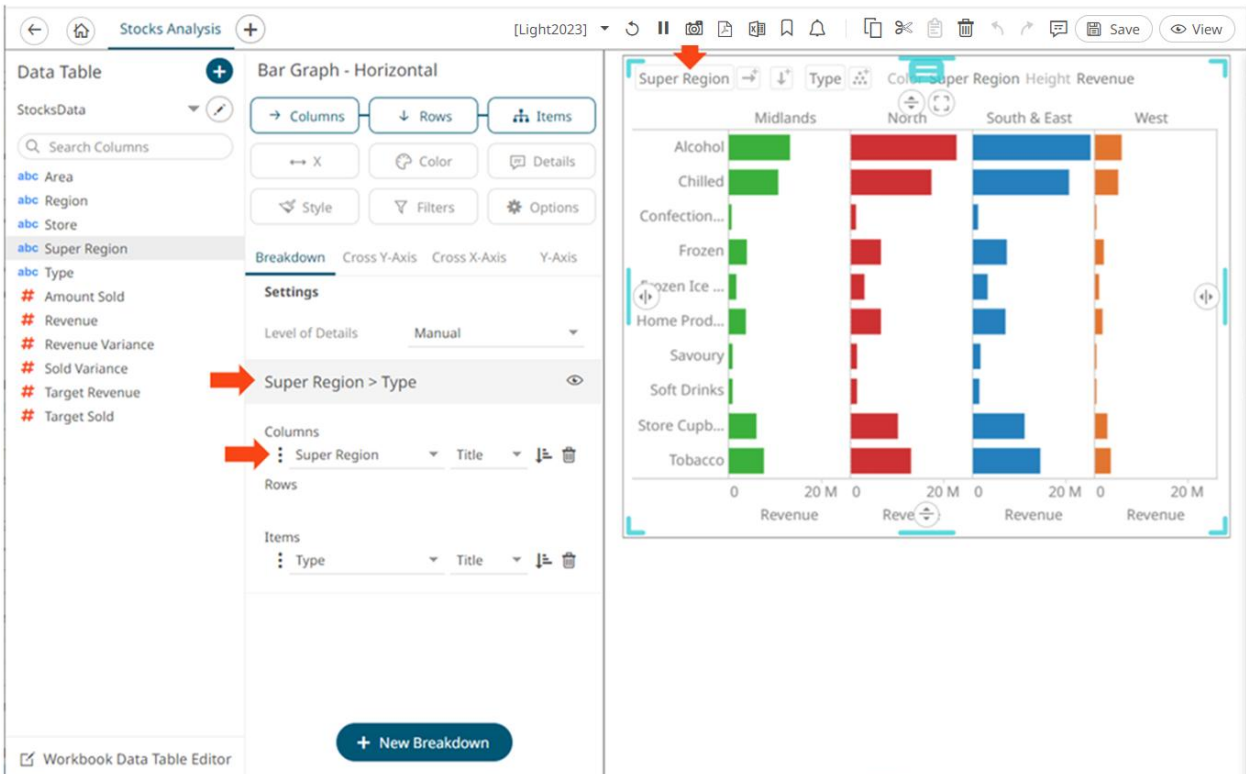 Stocks Analysis
[Light2023]
Save
View
Data Table
StocksData
Search Columns
abc Area
abc Region
abc Store
abc Super Region
abc Type
# Amount Sold
# Revenue
# Revenue Variance
# Sold Variance
# Target Revenue
# Target Sold
Workbook Data Table Editor
Bar Graph - Horizontal
Columns Rows Items
X Color Details
Style Filters Options
Breakdown Cross Y-Axis Cross X-Axis Y-Axis
Settings
Level of Details Manual
Super Region > Type
Columns
Super Region Title
Rows
Items
Type Title
+ New Breakdown
Super Region Type Color Super Region Height Revenue
Midlands North South & East West
Alcohol
Chilled
Confection...
Frozen
Frozen Ice ...
Home Prod...
Savoury
Soft Drinks
Store Cupb...
Tobacco
0 20 M 0 20 M 0 20 M 0 20 M
Revenue Revenue Revenue Revenue